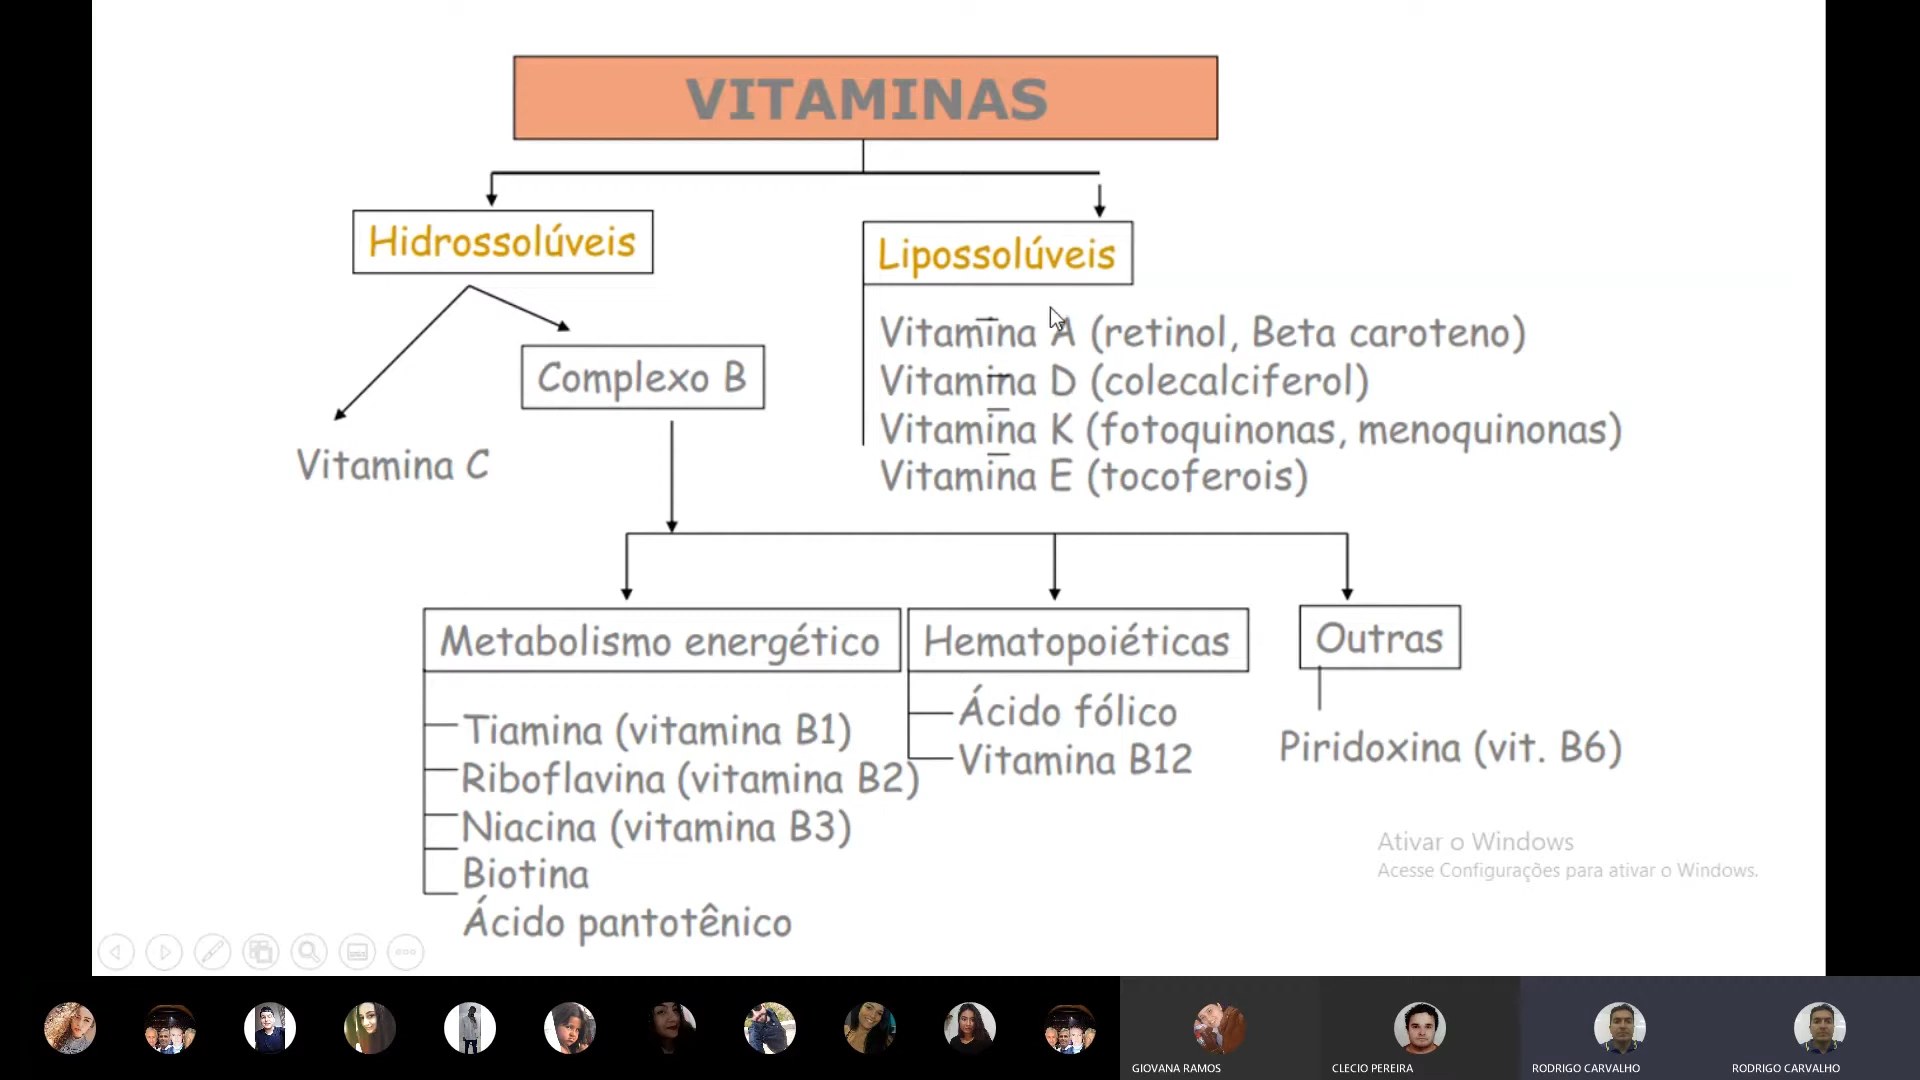 VITAMINAS
Hidrossolúveis
Lipossolúveis
Vitamina A (retinol, Beta caroteno)
Vitamina D (colecalciferol)
Vitamina K (fotoquinonas, menoquinonas)
Vitamina E (tocoferois)
Complexo B
Vitamina C
Metabolismo energético
Tiamina (vitamina B1)
Riboflavina (vitamina B2)
Niacina (vitamina B3)
Biotina
Ácido pantotênico
Hematopoiéticas
Ácido fólico
Vitamina B12
Outras
Piridoxina (vit. B6)
Ativar o Windows
Acesse Configurações para ativar o Windows.
GIOVANA RAMOS
CLECIO PEREIRA
RODRIGO CARVALHO
RODRIGO CARVALHO